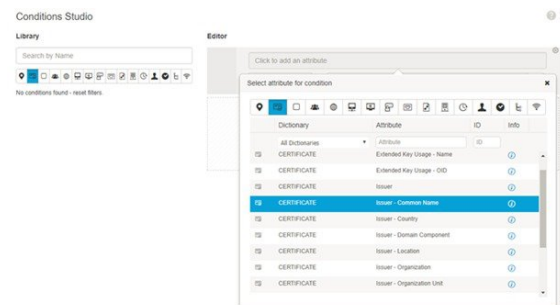 Conditions Studio
Library
Editor
Search by Name
Click to add an attribute
No conditions found - reset filters.
Select attribute for condition
Dictionary Attribute ID Info
All Dictionaries Attribute ID
CERTIFICATE Extended Key Usage - Name
CERTIFICATE Extended Key Usage - OID
CERTIFICATE Issuer
CERTIFICATE Issuer - Common Name
CERTIFICATE Issuer - Country
CERTIFICATE Issuer - Domain Component
CERTIFICATE Issuer - Location
CERTIFICATE Issuer - Organization
CERTIFICATE Issuer - Organization Unit